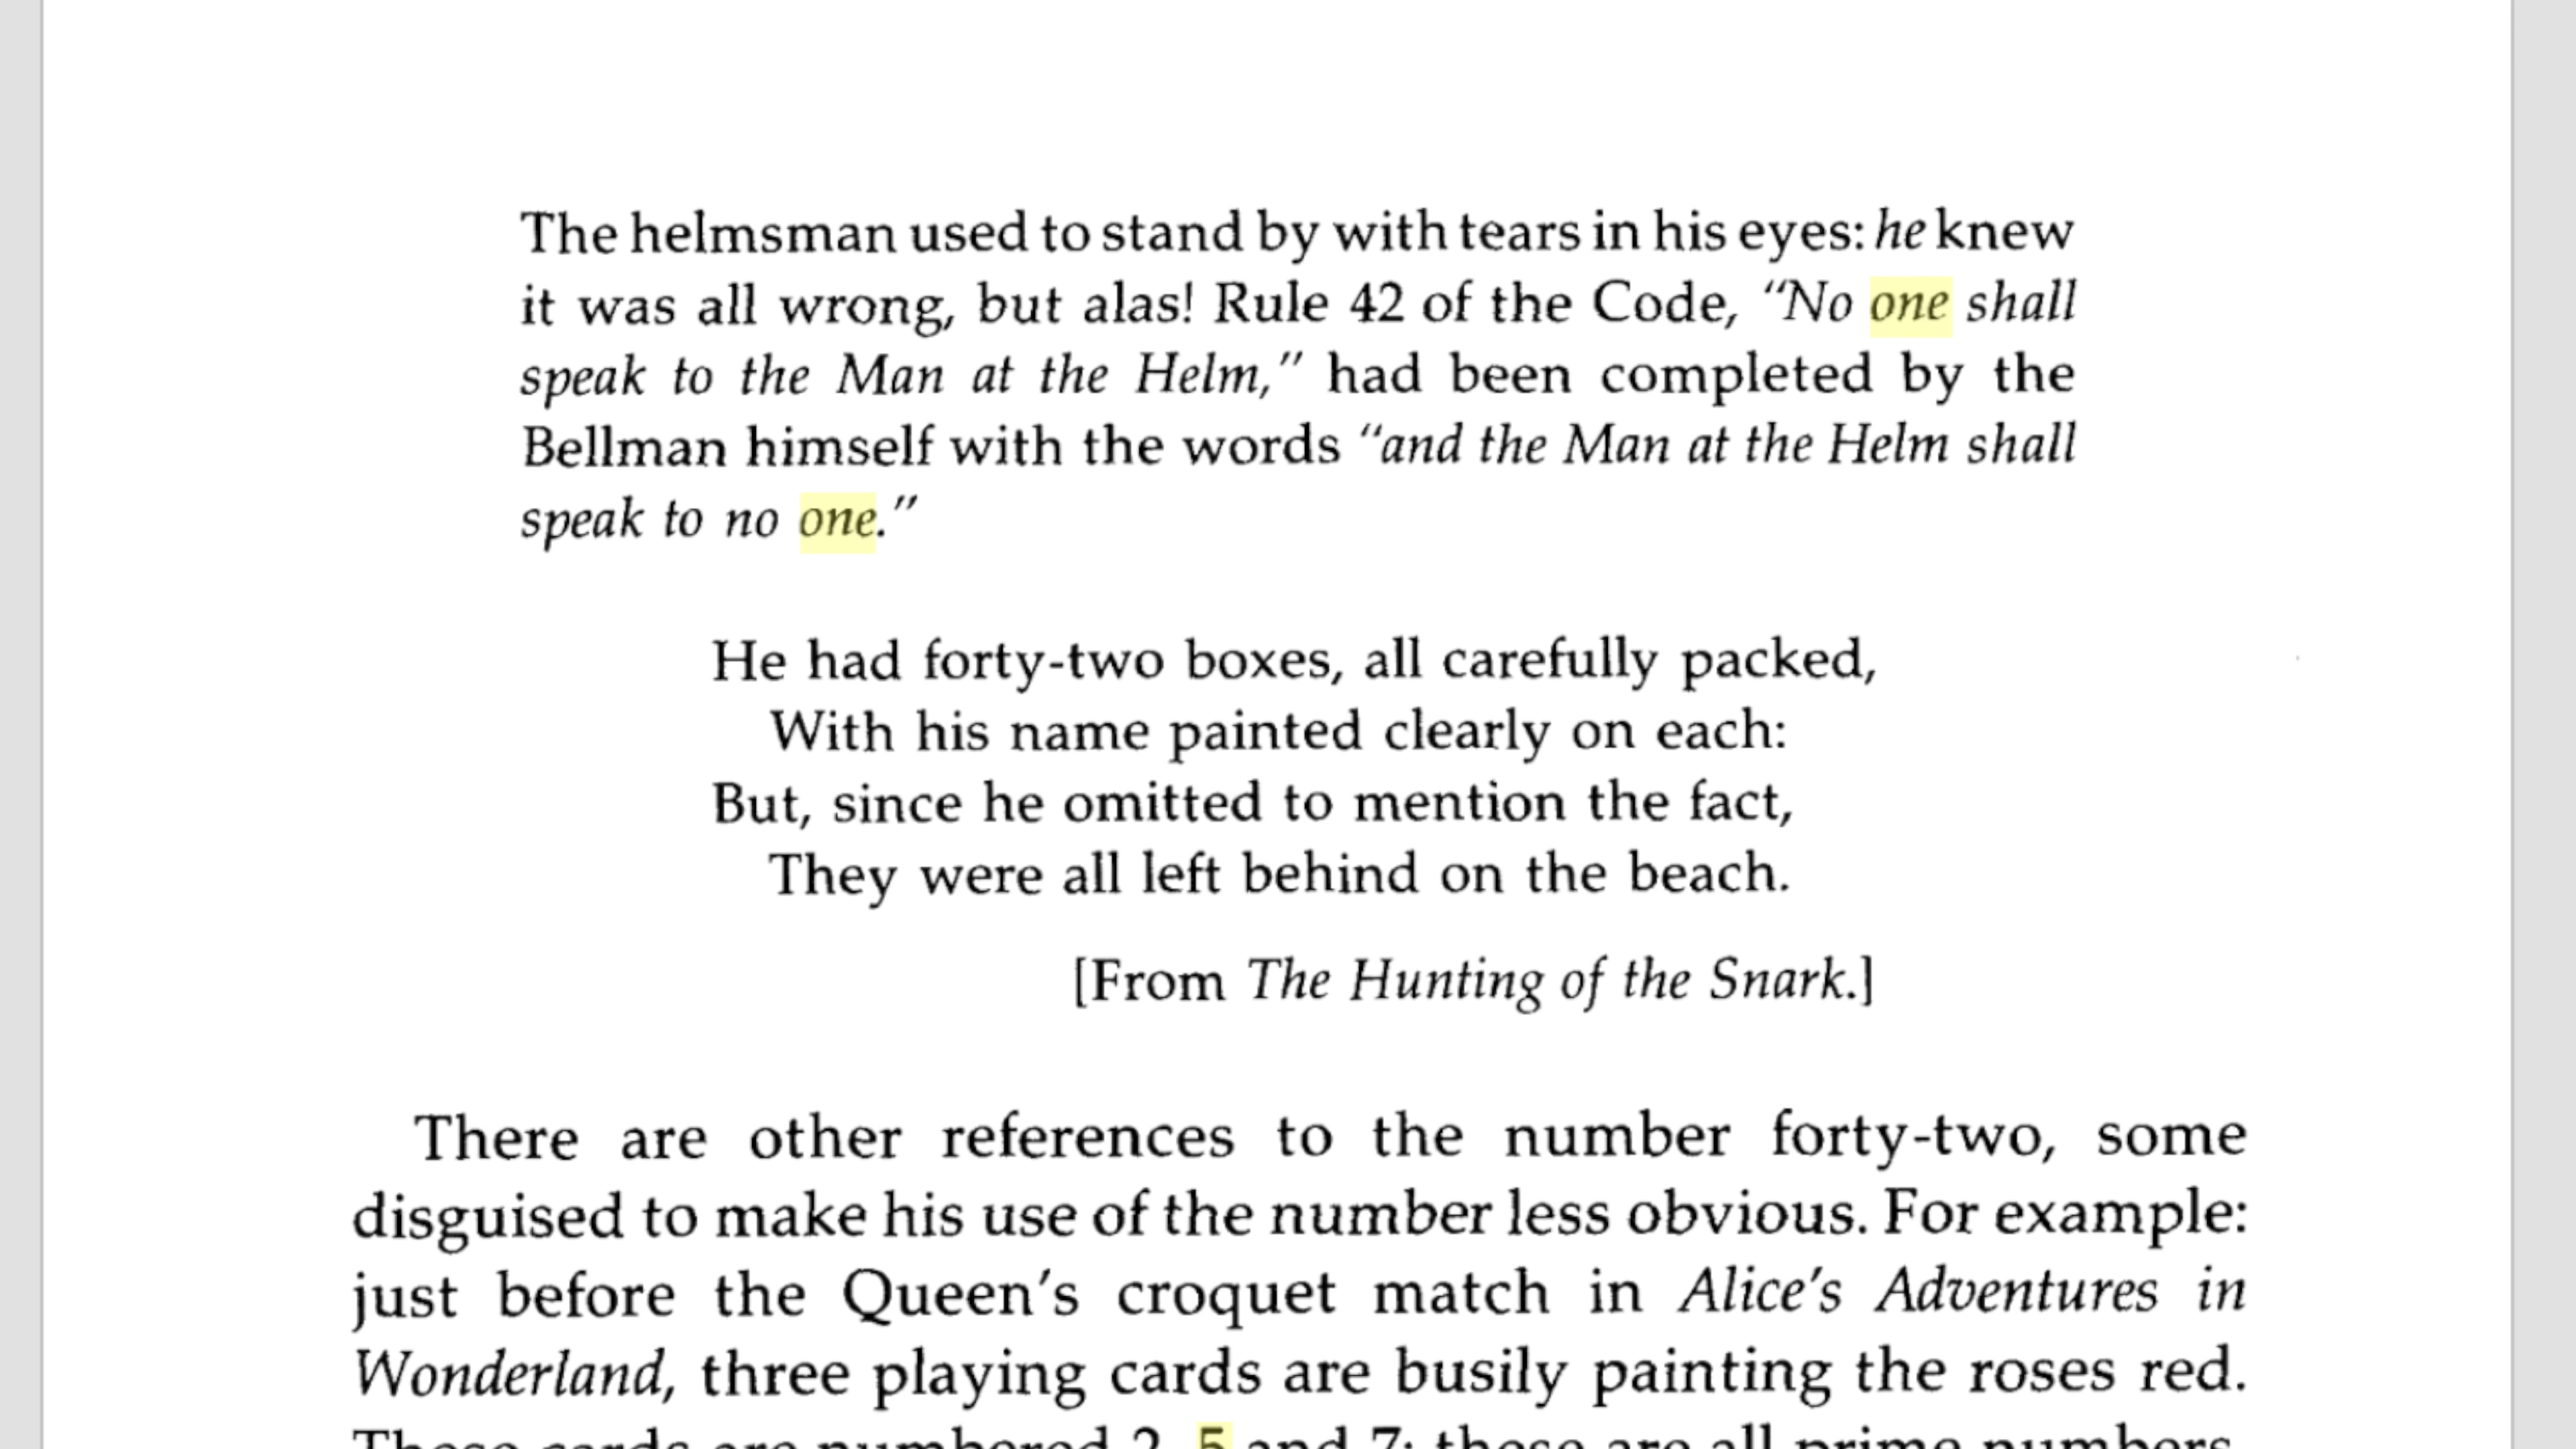 The helmsman used to stand by with tears in his eyes: he knew
it was all wrong, but alas! Rule 42 of the Code, “No one shall
speak to the Man at the Helm,” had been completed by the
Bellman himself with the words “and the Man at the Helm shall
speak to no one.”
He had forty-two boxes, all carefully packed,
With his name painted clearly on each:
But, since he omitted to mention the fact,
They were all left behind on the beach.
[From The Hunting of the Snark.]
There are other references to the number forty-two, some
disguised to make his use of the number less obvious. For example:
just before the Queen’s croquet match in Alice’s Adventures in
Wonderland, three playing cards are busily painting the roses red.
These cards are numbered 2, 5 and 7; these are all prime numbers.